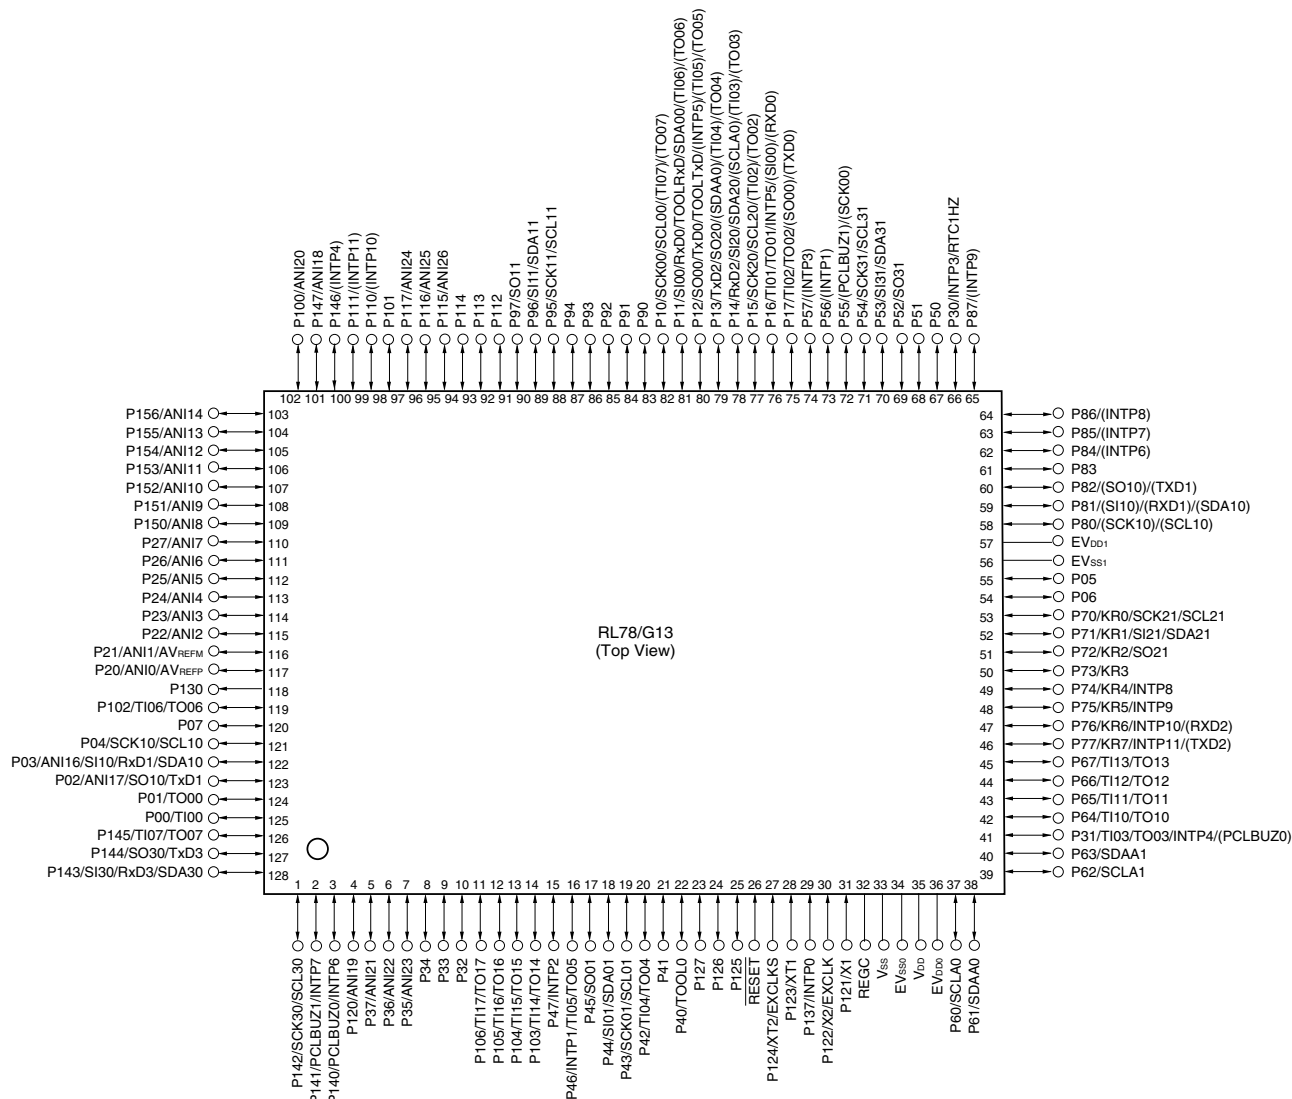 P100/ANI20
P147/ANI18
P146/(INTP4)
P111/(INTP11)
P110/(INTP10)
P101
P117/ANI24
P116/ANI25
P115/ANI26
P114
P113
P112
P97/SO11
P96/SI11/SDA11
P95/SCK11/SCL11
P94
P93
P92
P91
P90
P10/SCK00/SCL00/(TI07)/(TO07)
P11/SI00/RxD0/TOOLRxD/SDA00/(TI06)/(TO06)
P12/SO00/TxD0/TOOLTxD/(INTP5)/(TI05)/(TO05)
P13/TxD2/SO20/(SDAA0)/(TI04)/(TO04)
P14/RxD2/SI20/SDA20/(SCLA0)/(TI03)/(TO03)
P15/SCK20/SCL20/(TI02)/(TO02)
P16/TI01/TO01/INTP5/(SI00)/(RXD0)
P17/TI02/TO02/(SO00)/(TXD0)
P57/(INTP3)
P56/(INTP1)
P55/(PCLBUZ1)/(SCK00)
P54/SCK31/SCL31
P53/SI31/SDA31
P52/SO31
P51
P50
P30/INTP3/RTC1HZ
P87/(INTP9)
102 101 100 99 98 97 96 95 94 93 92 91 90 89 88 87 86 85 84 83 82 81 80 79 78 77 76 75 74 73 72 71 70 69 68 67 66 65
P156/ANI14 103
P155/ANI13 104
P154/ANI12 105
P153/ANI11 106
P152/ANI10 107
P151/ANI9 108
P150/ANI8 109
P27/ANI7 110
P26/ANI6 111
P25/ANI5 112
P24/ANI4 113
P23/ANI3 114
P22/ANI2 115
P21/ANI1/AVREFM 116
P20/ANI0/AVREFP 117
P130 118
P102/TI06/TO06 119
P07 120
P04/SCK10/SCL10 121
P03/ANI16/SI10/RxD1/SDA10 122
P02/ANI17/SO10/TxD1 123
P01/TO00 124
P00/TI00 125
P145/TI07/TO07 126
P144/SO30/TxD3 127
P143/SI30/RxD3/SDA30 128
RL78/G13
(Top View)
64 P86/(INTP8)
63 P85/(INTP7)
62 P84/(INTP6)
61 P83
60 P82/(SO10)/(TXD1)
59 P81/(SI10)/(RXD1)/(SDA10)
58 P80/(SCK10)/(SCL10)
57 EVDD1
56 EVSS1
55 P05
54 P06
53 P70/KR0/SCK21/SCL21
52 P71/KR1/SI21/SDA21
51 P72/KR2/SO21
50 P73/KR3
49 P74/KR4/INTP8
48 P75/KR5/INTP9
47 P76/KR6/INTP10/(RXD2)
46 P77/KR7/INTP11/(TXD2)
45 P67/TI13/TO13
44 P66/TI12/TO12
43 P65/TI11/TO11
42 P64/TI10/TO10
41 P31/TI03/TO03/INTP4/(PCLBUZ0)
40 P63/SDAA1
39 P62/SCLA1
1 2 3 4 5 6 7 8 9 10 11 12 13 14 15 16 17 18 19 20 21 22 23 24 25 26 27 28 29 30 31 32 33 34 35 36 37 38
P142/SCK30/SCL30
P141/PCLBUZ1/INTP7
P140/PCLBUZ0/INTP6
P120/ANI19
P37/ANI21
P36/ANI22
P35/ANI23
P34
P33
P32
P106/TI17/TO17
P105/TI16/TO16
P104/TI15/TO15
P103/TI14/TO14
P47/INTP2
P46/INTP1/TI05/TO05
P45/SO01
P44/SI01/SDA01
P43/SCK01/SCL01
P42/TI04/TO04
P41
P40/TOOL0
P127
P126
P125
RESET
P124/XT2/EXCLKS
P123/XT1
P137/INTP0
P122/X2/EXCLK
P121/X1
REGC
VSS
EVSS0
VDD
EVDD0
P60/SCLA0
P61/SDAA0